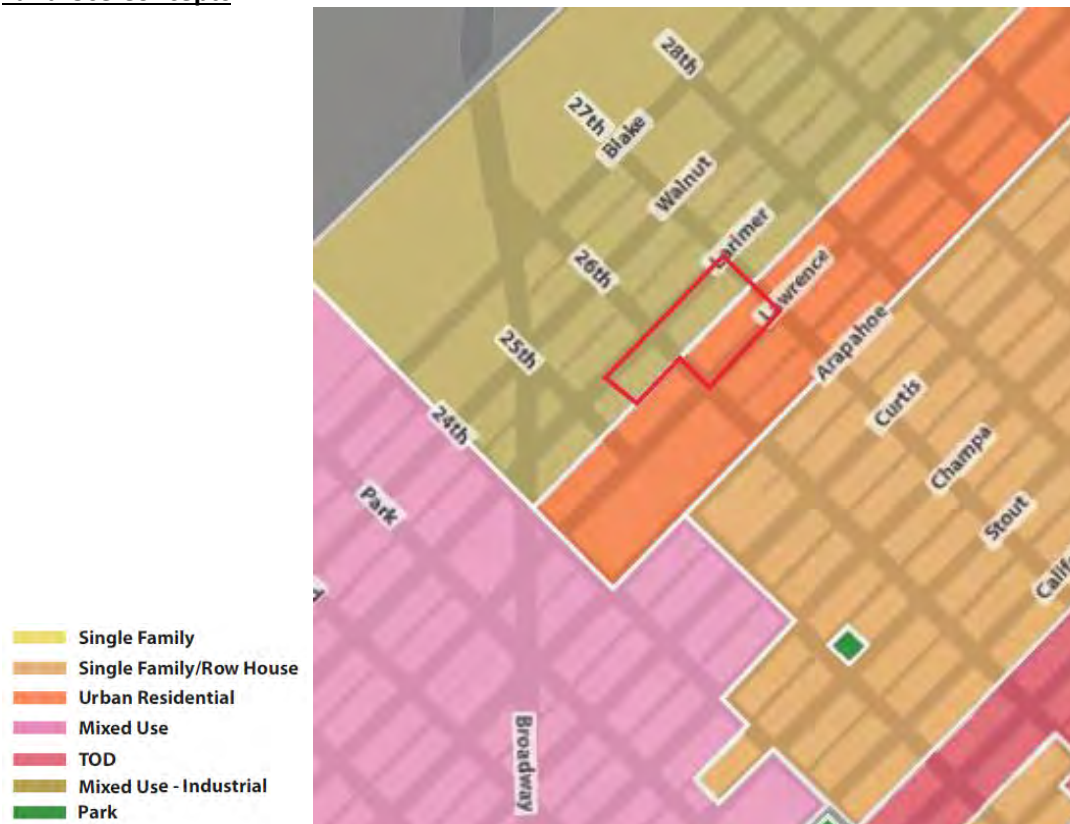 28th
27th
Blake
Walnut
Larimer
26th
Lawrence
25th
Arapahoe
Curtis
24th
Champa
Park
Stout
Single Family
Single Family/Row House
Urban Residential
Mixed Use
TOD
Mixed Use - Industrial
Park
Broadway